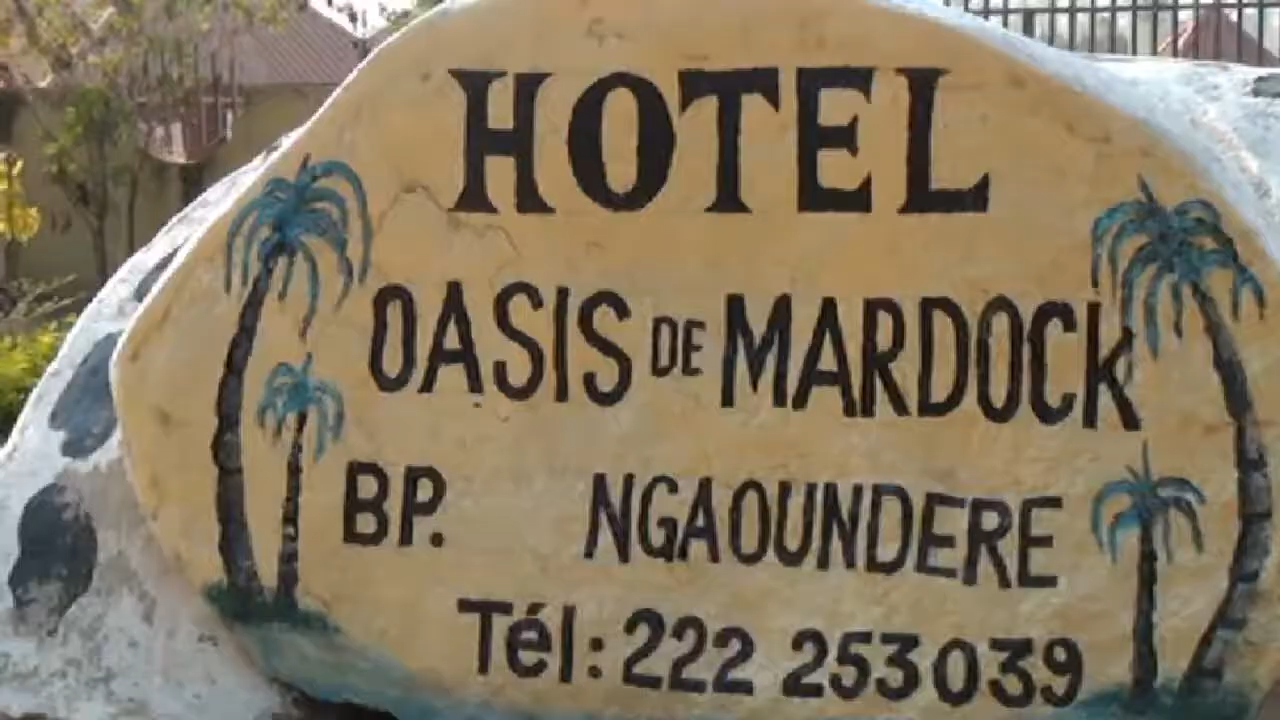 HOTEL
OASIS DE MARDOCK
BP. NGAOUNDERE
Tél: 222 253039